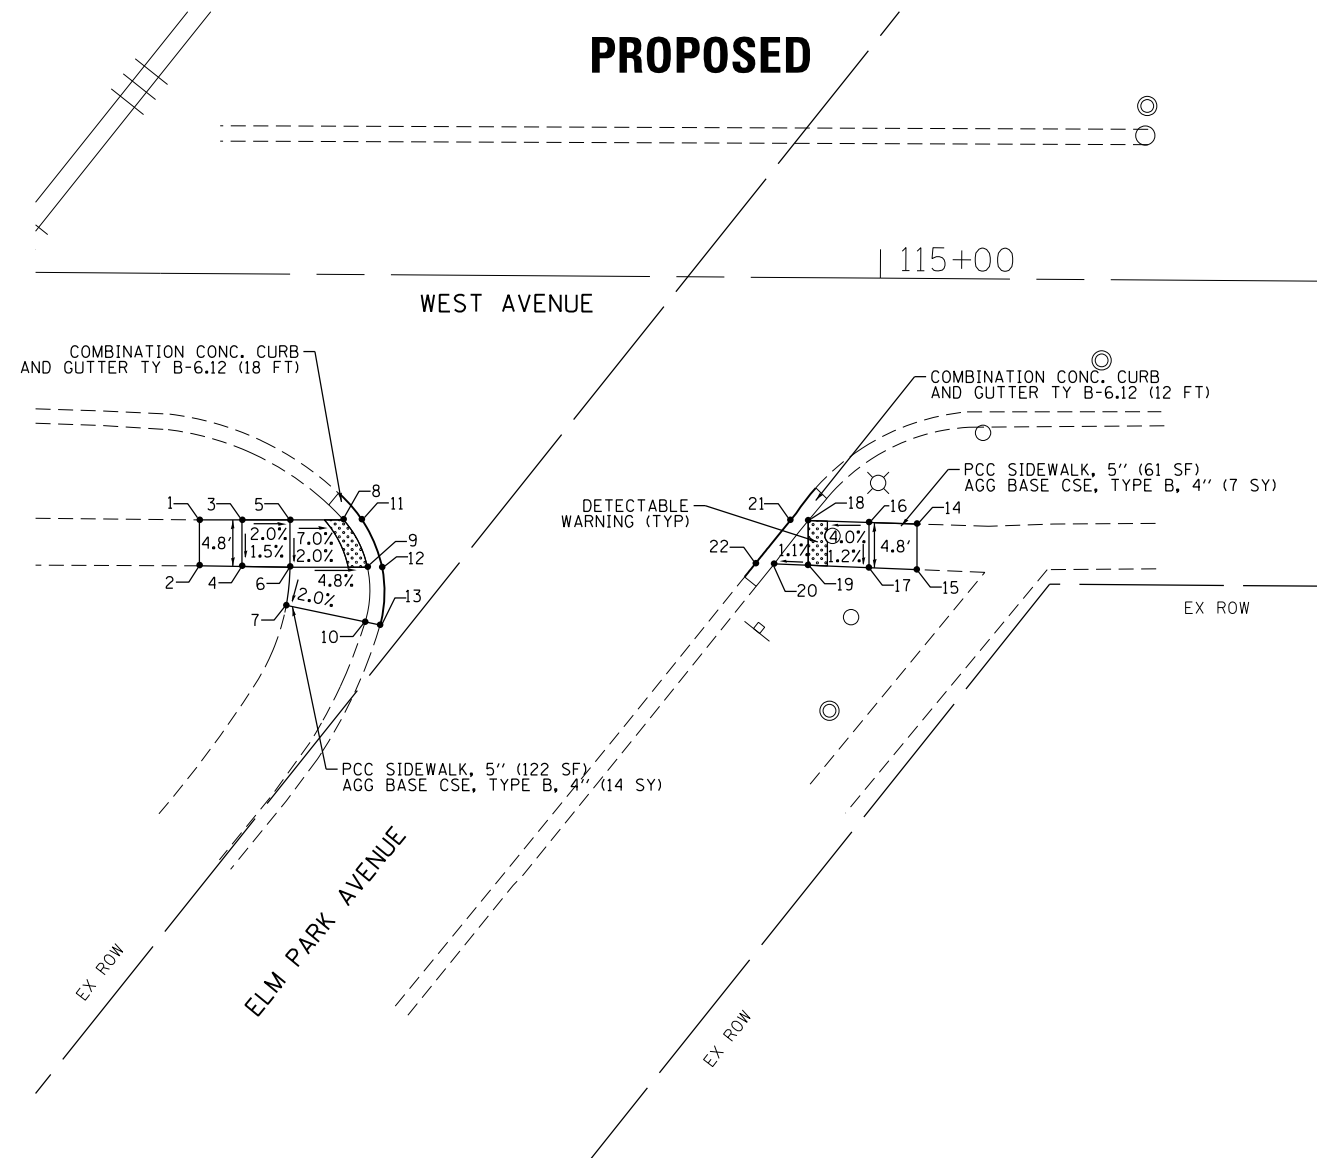 PROPOSED
115+00
WEST AVENUE
COMBINATION CONC. CURB
AND GUTTER TY B-6.12 (18 FT)
COMBINATION CONC. CURB
AND GUTTER TY B-6.12 (12 FT)
PCC SIDEWALK, 5'' (61 SF)
AGG BASE CSE, TYPE B, 4'' (7 SY)
DETECTABLE
WARNING (TYP)
1
3
5
8
11
2.0%
7.0%
4.8'
1.5%
2.0%
9
12
2
4
6
4.8%
2.0%
7
10
13
21
18
16
14
4.0%
1.1%
1.2%
4.8'
22
20
19
17
15
EX ROW
PCC SIDEWALK, 5'' (122 SF)
AGG BASE CSE, TYPE B, 4'' (14 SY)
ELM PARK AVENUE
EX ROW
EX ROW